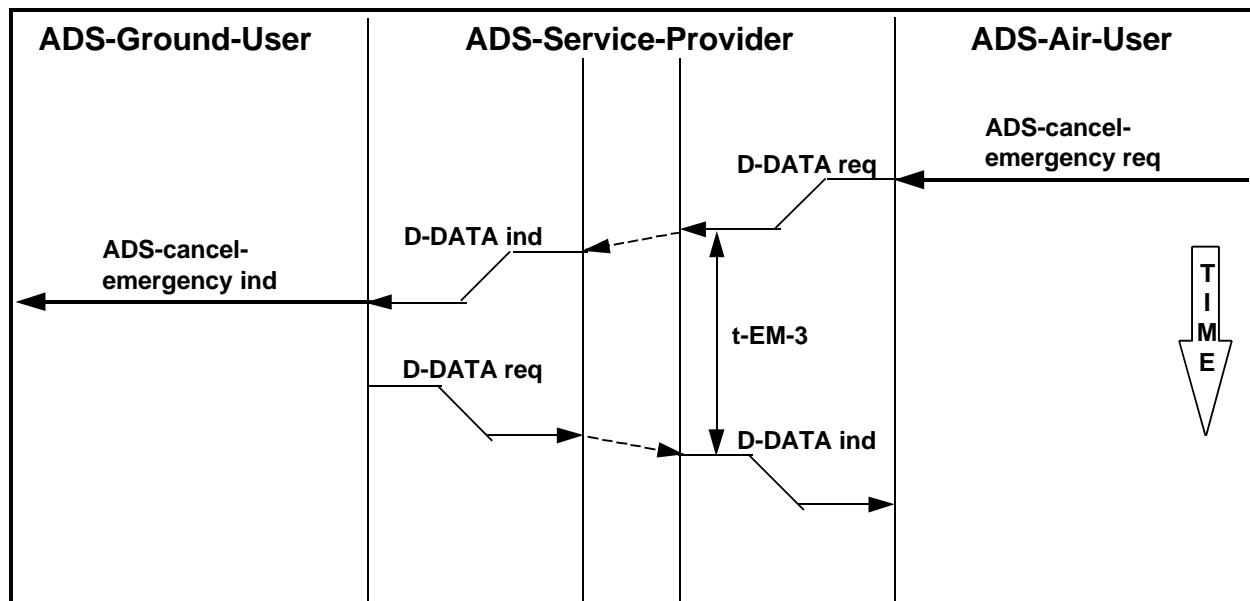 ADS-Ground-User
ADS-Service-Provider
ADS-Air-User
ADS-cancel-
emergency req
D-DATA req
D-DATA ind
ADS-cancel-
emergency ind
T
I
M
E
t-EM-3
D-DATA req
D-DATA ind